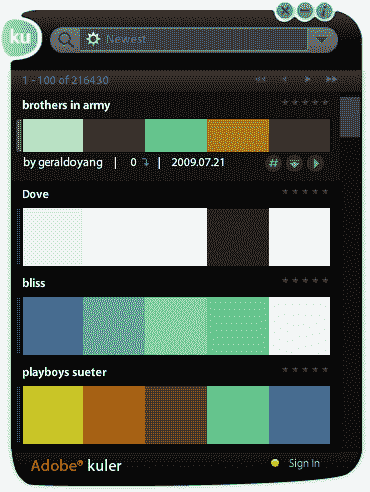 ku
Newest
1 - 100 of 216430
brothers in army
by geraldoyang | 0 | 2009.07.21
#
Dove
bliss
playboys sueter
Adobe® kuler
Sign In